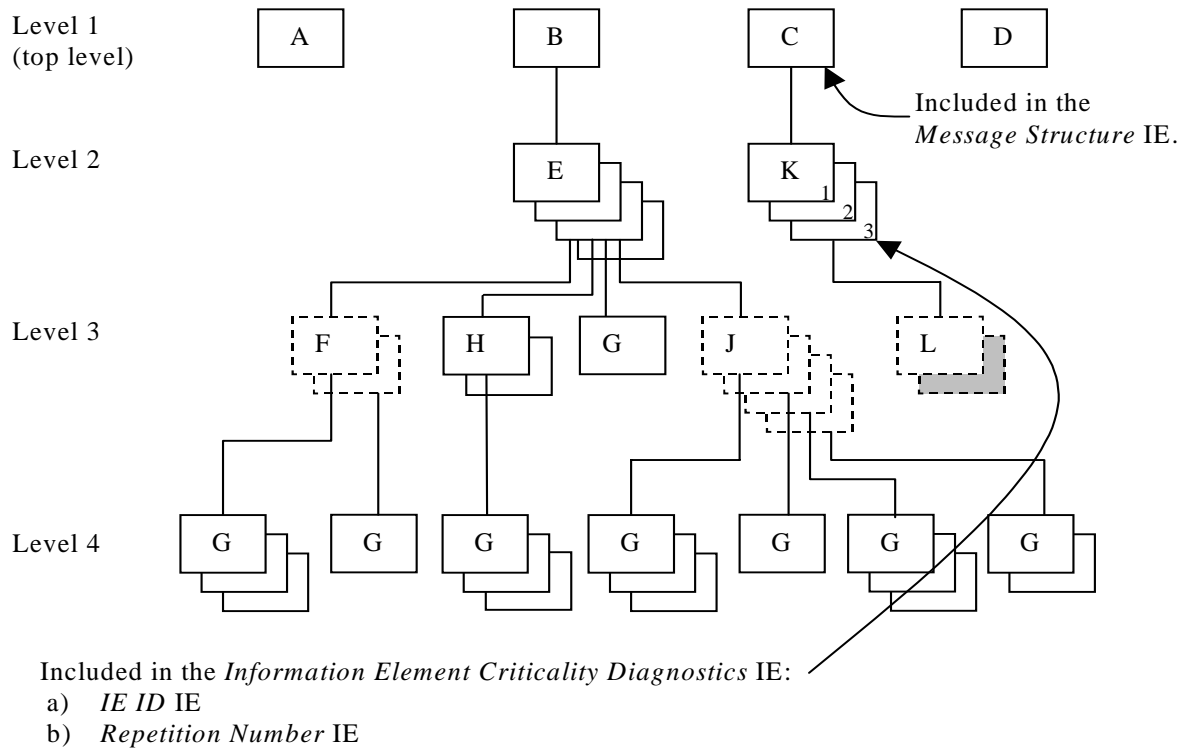 Level 1
(top level)
A
B
C
D
Included in the
Message Structure IE.
Level 2
E
K
1
2
3
Level 3
F
H
G
J
L
Level 4
G
G
G
G
G
G
G
Included in the Information Element Criticality Diagnostics IE:
a) IE ID IE
b) Repetition Number IE